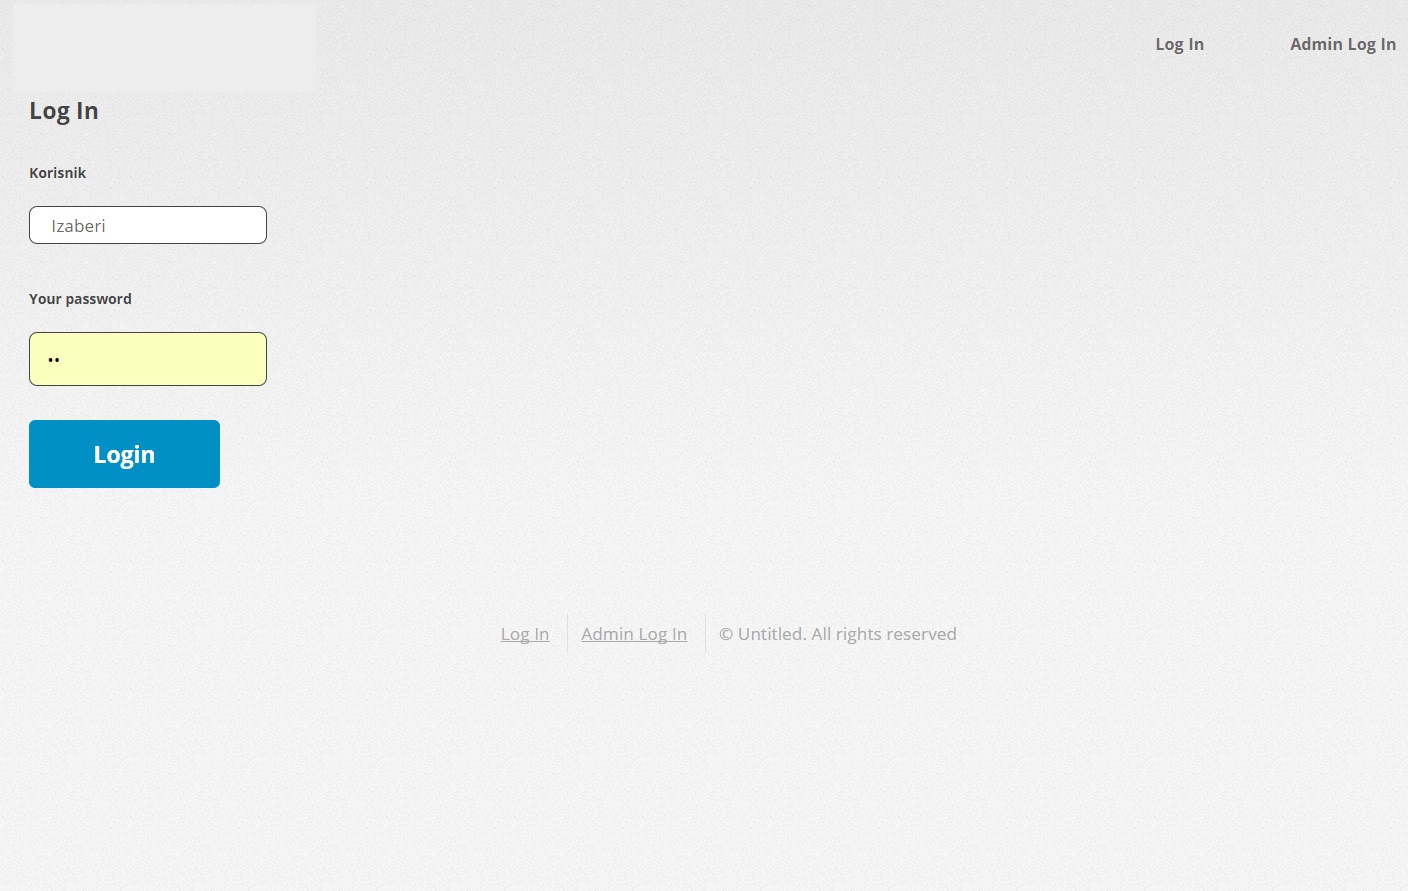 Log In
Admin Log In
Log In
Korisnik
Izaberi
Your password
••
Login
Log In
Admin Log In
© Untitled. All rights reserved